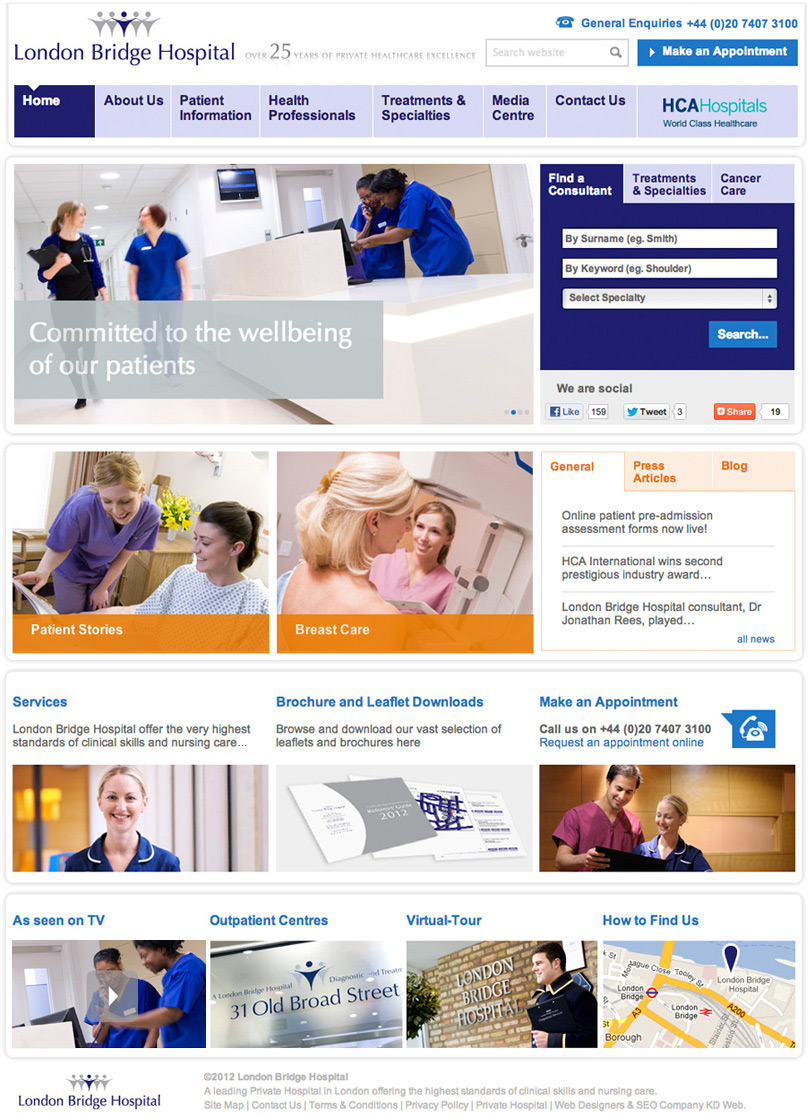 London Bridge Hospital
OVER 25 YEARS OF PRIVATE HEALTHCARE EXCELLENCE
General Enquiries +44 (0)20 7407 3100
Search website
Make an Appointment
Home
About Us
Patient
Information
Health
Professionals
Treatments &
Specialties
Media
Centre
Contact Us
HCAHospitals
World Class Healthcare
Committed to the wellbeing
of our patients
Find a
Consultant
Treatments
& Specialties
Cancer
Care
By Surname (eg. Smith)
By Keyword (eg. Shoulder)
Select Specialty
Search...
We are social
Like 159
Tweet 3
Share 19
Patient Stories
Breast Care
General
Press
Articles
Blog
Online patient pre-admission
assessment forms now live!
HCA International wins second
prestigious industry award…
London Bridge Hospital consultant, Dr
Jonathan Rees, played…
all news
Services
London Bridge Hospital offer the very highest
standards of clinical skills and nursing care...
Brochure and Leaflet Downloads
Browse and download our vast selection of
leaflets and brochures here
Reference Guide
2012
Make an Appointment
Call us on +44 (0)20 7407 3100
Request an appointment online
As seen on TV
Outpatient Centres
A London Bridge Hospital
Diagnostic and Treatm
31 Old Broad Street
Virtual-Tour
LONDON
BRIDGE
HOSPITAL
How to Find Us
k St
Mon
ague Close
Tooley St
London Bridge
Hospital
London
Bridge
London
Bridge
A3
A200
Borough
London Bridge Hospital
©2012 London Bridge Hospital
A leading Private Hospital in London offering the highest standards of clinical skills and nursing care.
Site Map | Contact Us | Terms & Conditions | Privacy Policy | Private Hospital | Web Designers & SEO Company KD Web.